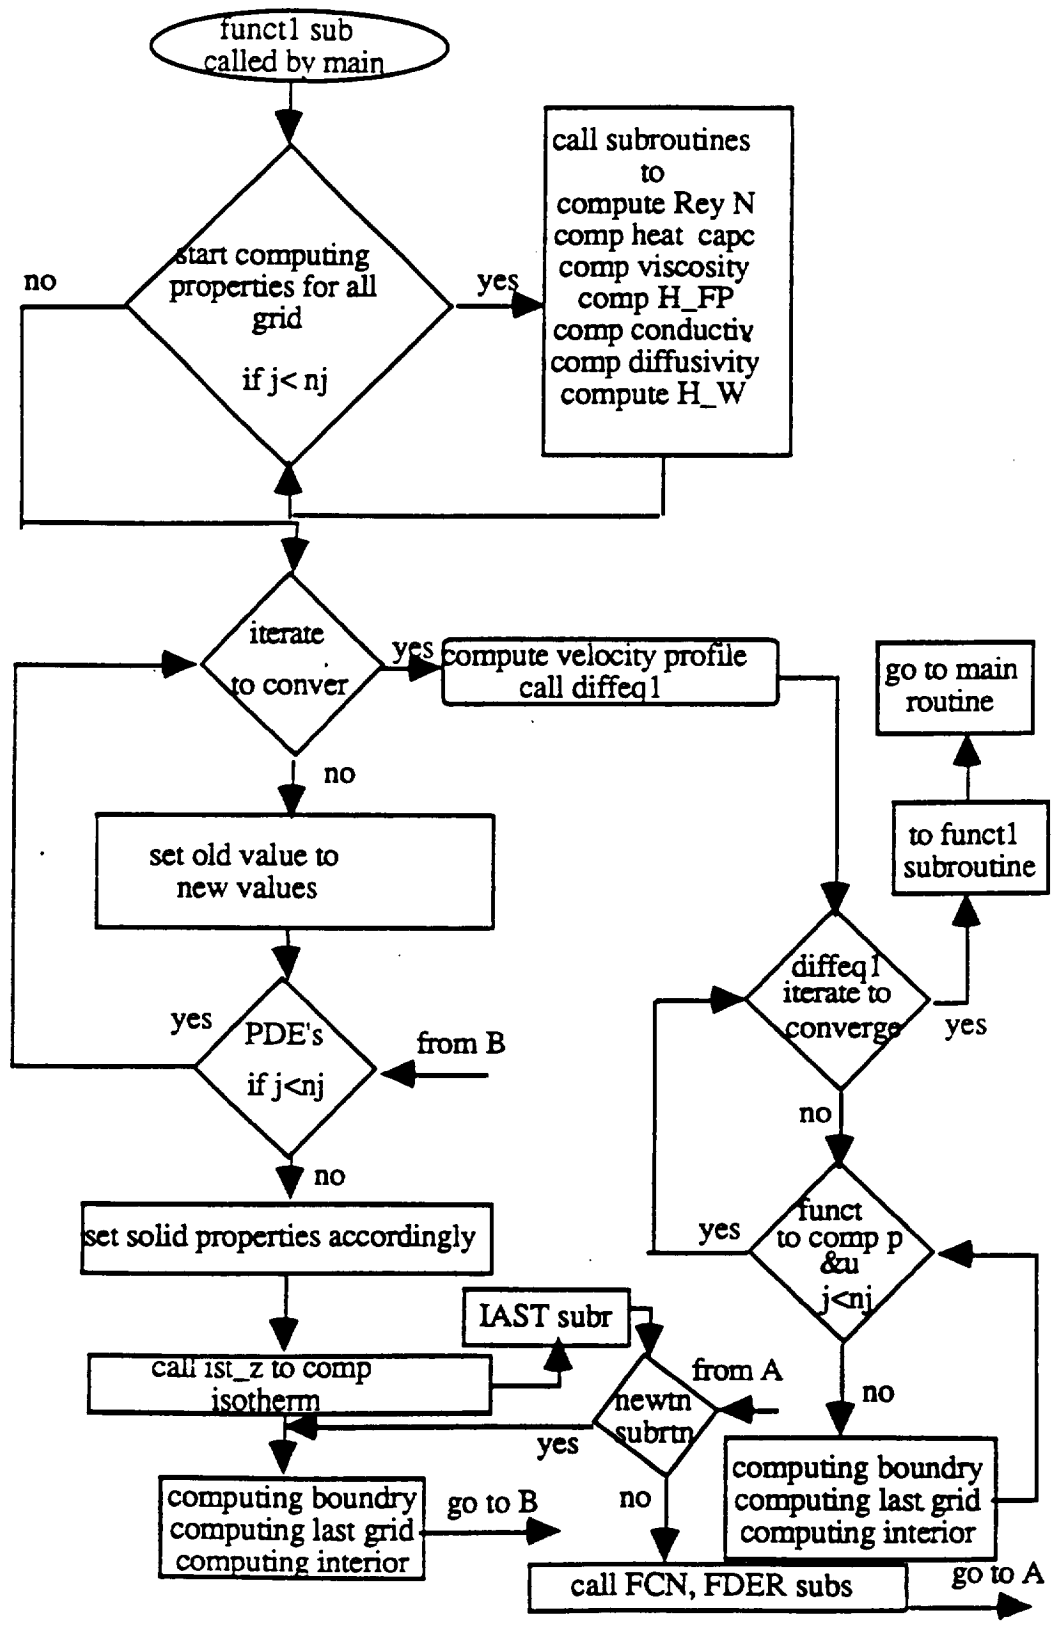 funct1 sub
called by main
start computing
properties for all
grid
if j< nj
no
yes
call subroutines
to
compute Rey N
comp heat capc
comp viscosity
comp H_FP
comp conductiv
comp diffusivity
compute H_W
iterate
to conver
yes
compute velocity profile
call diffeq1
go to main
routine
no
to funct1
subroutine
set old value to
new values
diffeq1
iterate to
converge
yes
yes
PDE's
if j<nj
from B
no
no
set solid properties accordingly
yes
funct
to comp p
&u
j<nj
IAST subr
call ist_z to comp
isotherm
from A
newtn
subrtn
yes
no
no
computing boundry
computing last grid
computing interior
go to B
computing boundry
computing last grid
computing interior
call FCN, FDER subs
go to A